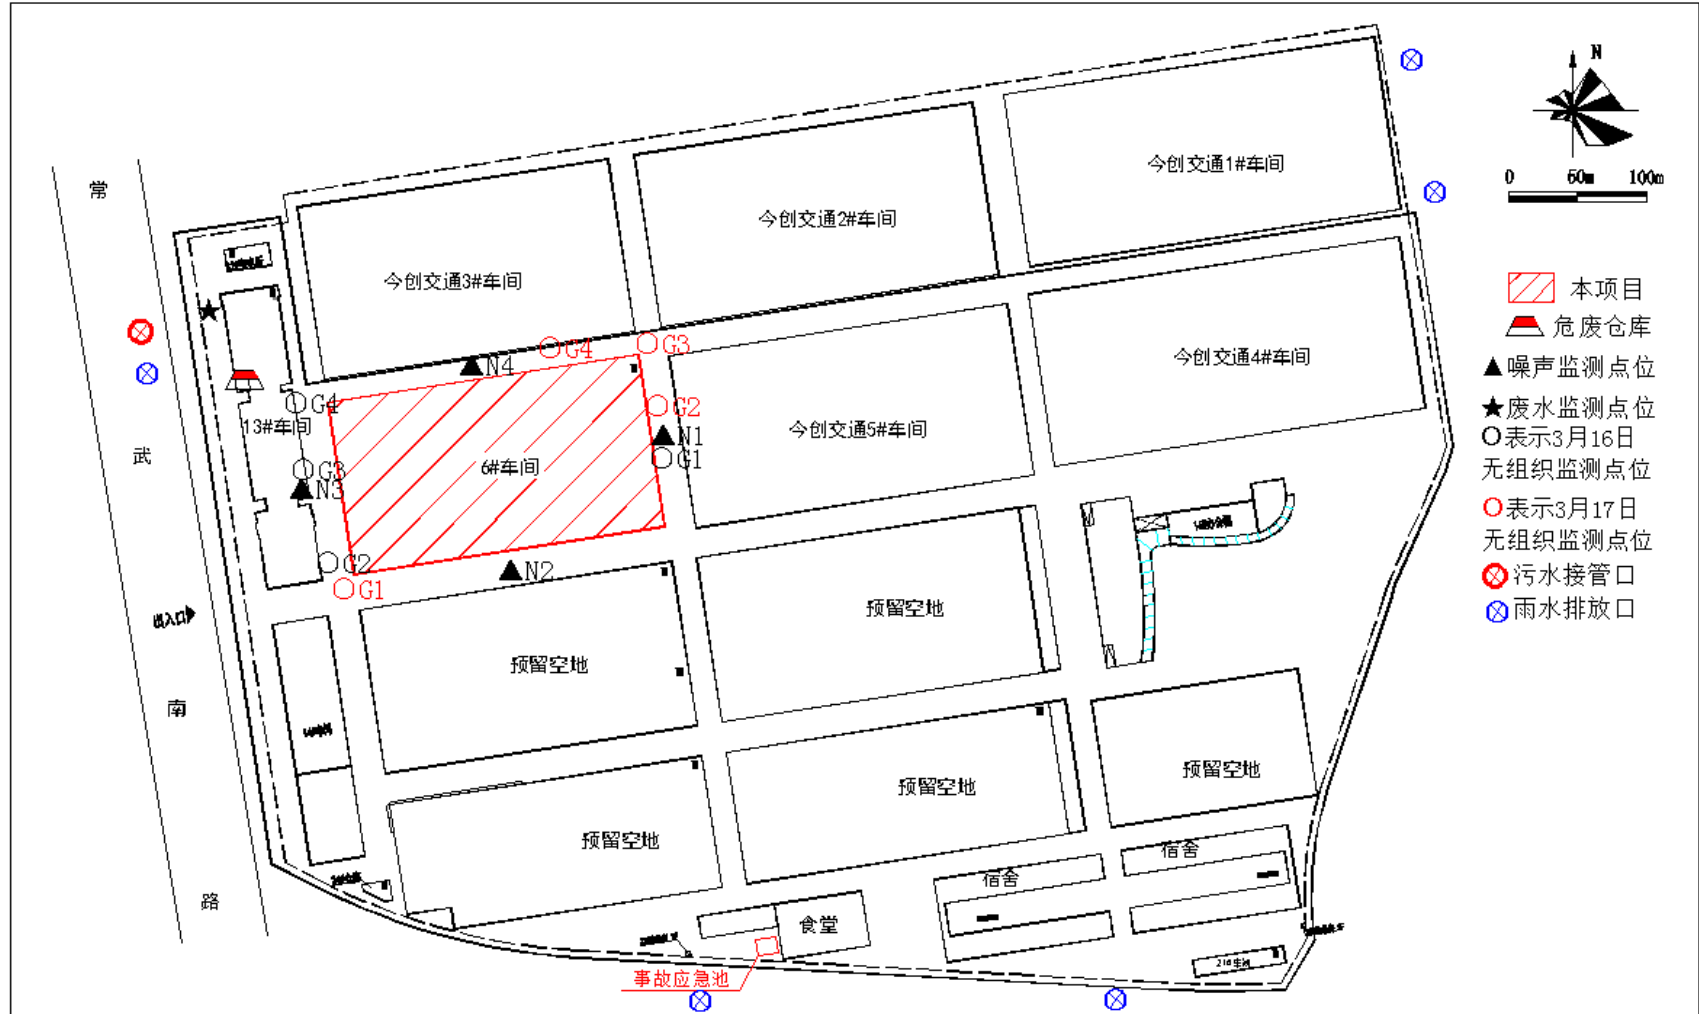 N
0 60m 100m
常
武
南
路
今创交通1#车间
今创交通2#车间
今创交通3#车间
今创交通4#车间
今创交通5#车间
6#车间
13#车间
G4
G3
N4
G4
G2
N1
G1
G3
N3
G2
G1
N2
出入口
预留空地
预留空地
预留空地
预留空地
预留空地
宿舍
宿舍
食堂
事故应急池
本项目
危废仓库
噪声监测点位
废水监测点位
表示3月16日
无组织监测点位
表示3月17日
无组织监测点位
污水接管口
雨水排放口